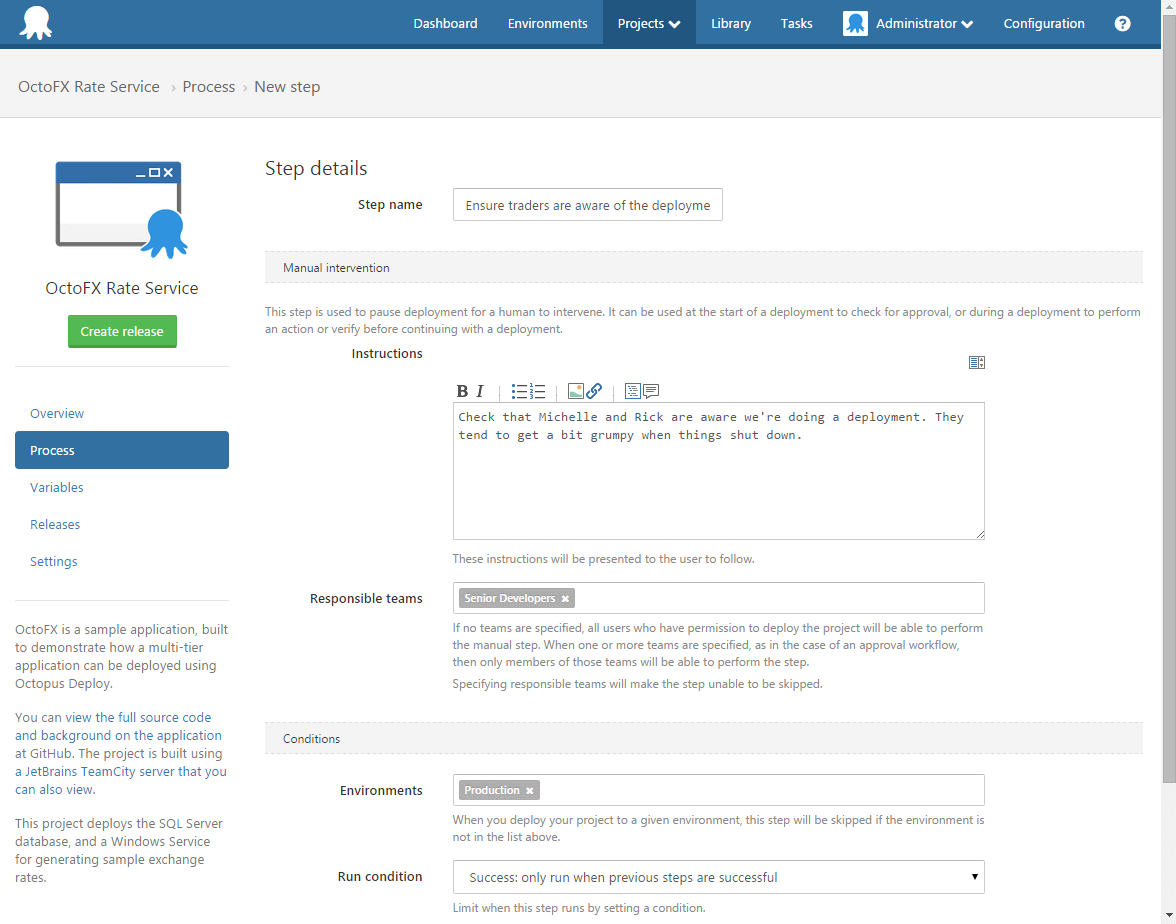 Dashboard Environments Projects Library Tasks Administrator Configuration ?
OctoFX Rate Service › Process › New step
OctoFX Rate Service
Create release
Overview
Process
Variables
Releases
Settings
OctoFX is a sample application, built
to demonstrate how a multi-tier
application can be deployed using
Octopus Deploy.
You can view the full source code
and background on the application
at GitHub. The project is built using
a JetBrains TeamCity server that you
can also view.
This project deploys the SQL Server
database, and a Windows Service
for generating sample exchange
rates.
Step details
Step name Ensure traders are aware of the deployme
Manual intervention
This step is used to pause deployment for a human to intervene. It can be used at the start of a deployment to check for approval, or during a deployment to perform
an action or verify before continuing with a deployment.
Instructions
B I
Check that Michelle and Rick are aware we're doing a deployment. They
tend to get a bit grumpy when things shut down.
These instructions will be presented to the user to follow.
Responsible teams Senior Developers ×
If no teams are specified, all users who have permission to deploy the project will be able to perform
the manual step. When one or more teams are specified, as in the case of an approval workflow,
then only members of those teams will be able to perform the step.
Specifying responsible teams will make the step unable to be skipped.
Conditions
Environments Production ×
When you deploy your project to a given environment, this step will be skipped if the environment is
not in the list above.
Run condition Success: only run when previous steps are successful
Limit when this step runs by setting a condition.